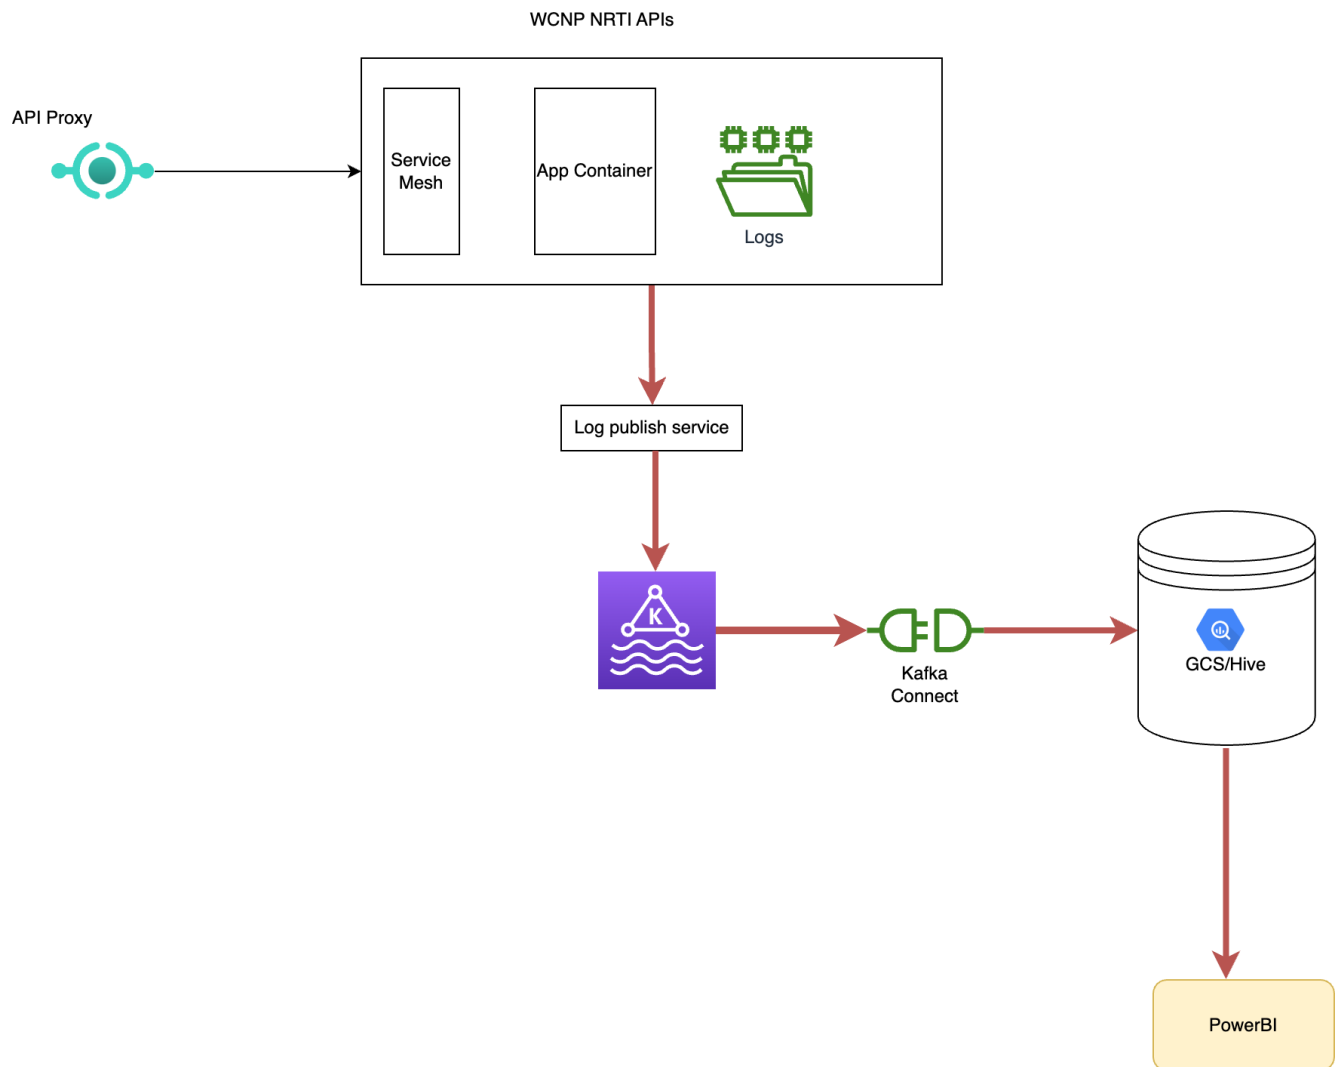 WCNP NRTI APIs
API Proxy
Service
Mesh
App Container
Logs
Log publish service
K
Kafka
Connect
GCS/Hive
PowerBI